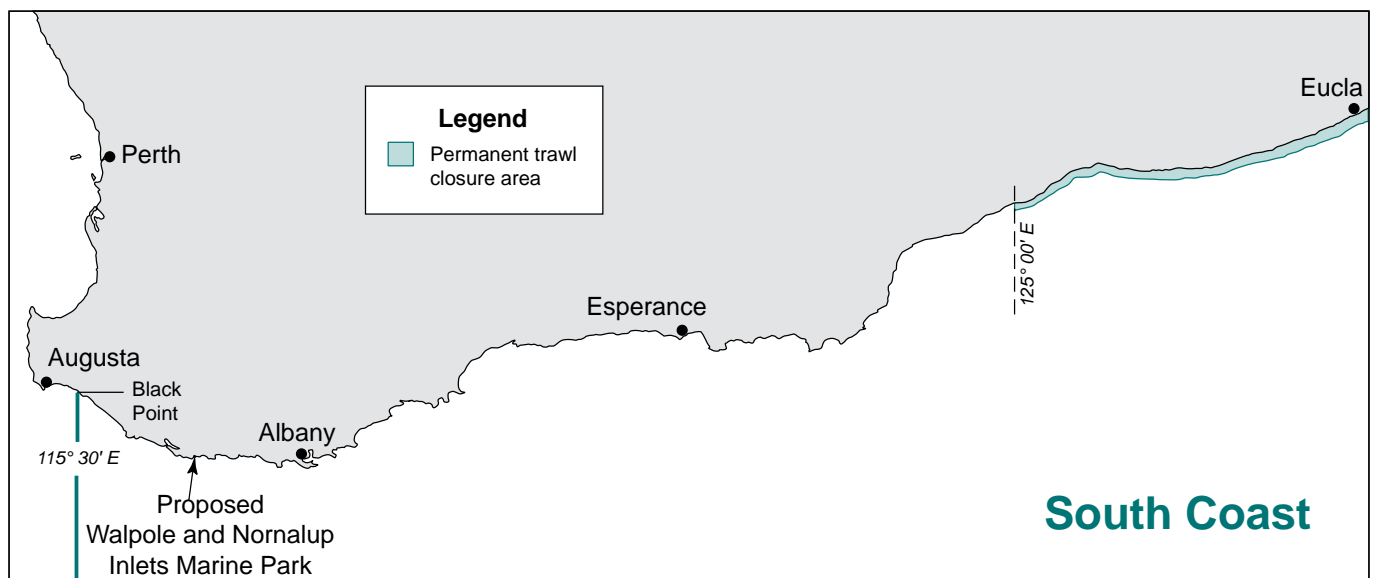 Eucla
Legend
Permanent trawl
closure area
Perth
125° 00' E
Esperance
Augusta
Black
Point
Albany
115° 30' E
Proposed
Walpole and Nornalup
Inlets Marine Park
South Coast